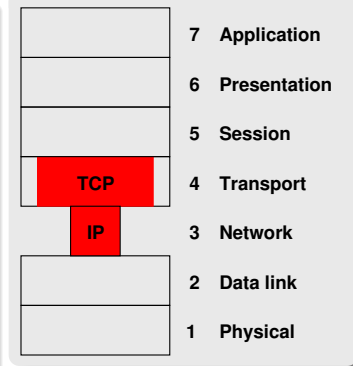 7 Application
6 Presentation
5 Session
TCP 4 Transport
IP 3 Network
2 Data link
1 Physical